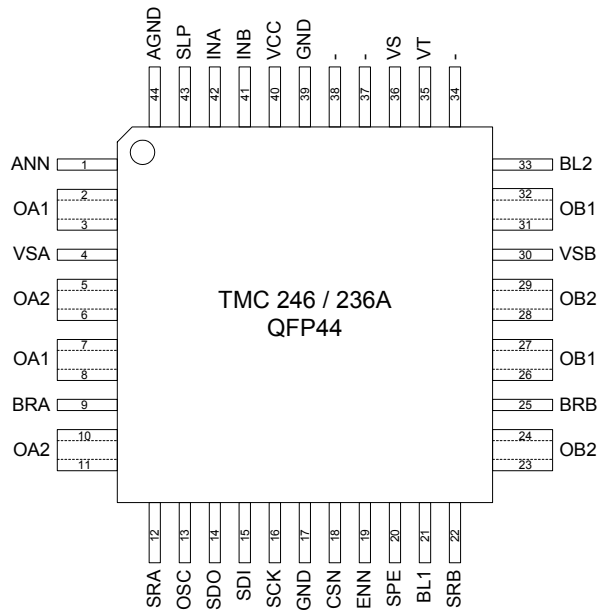 AGND SLP INA INB VCC GND - - VS VT -
44 43 42 41 40 39 38 37 36 35 34
ANN 1
OA1 2 3
VSA 4
OA2 5 6
OA1 7 8
BRA 9
OA2 10 11
TMC 246 / 236A
QFP44
33 BL2
32 31 OB1
30 VSB
29 28 OB2
27 26 OB1
25 BRB
24 23 OB2
12 13 14 15 16 17 18 19 20 21 22
SRA OSC SDO SDI SCK GND CSN ENN SPE BL1 SRB